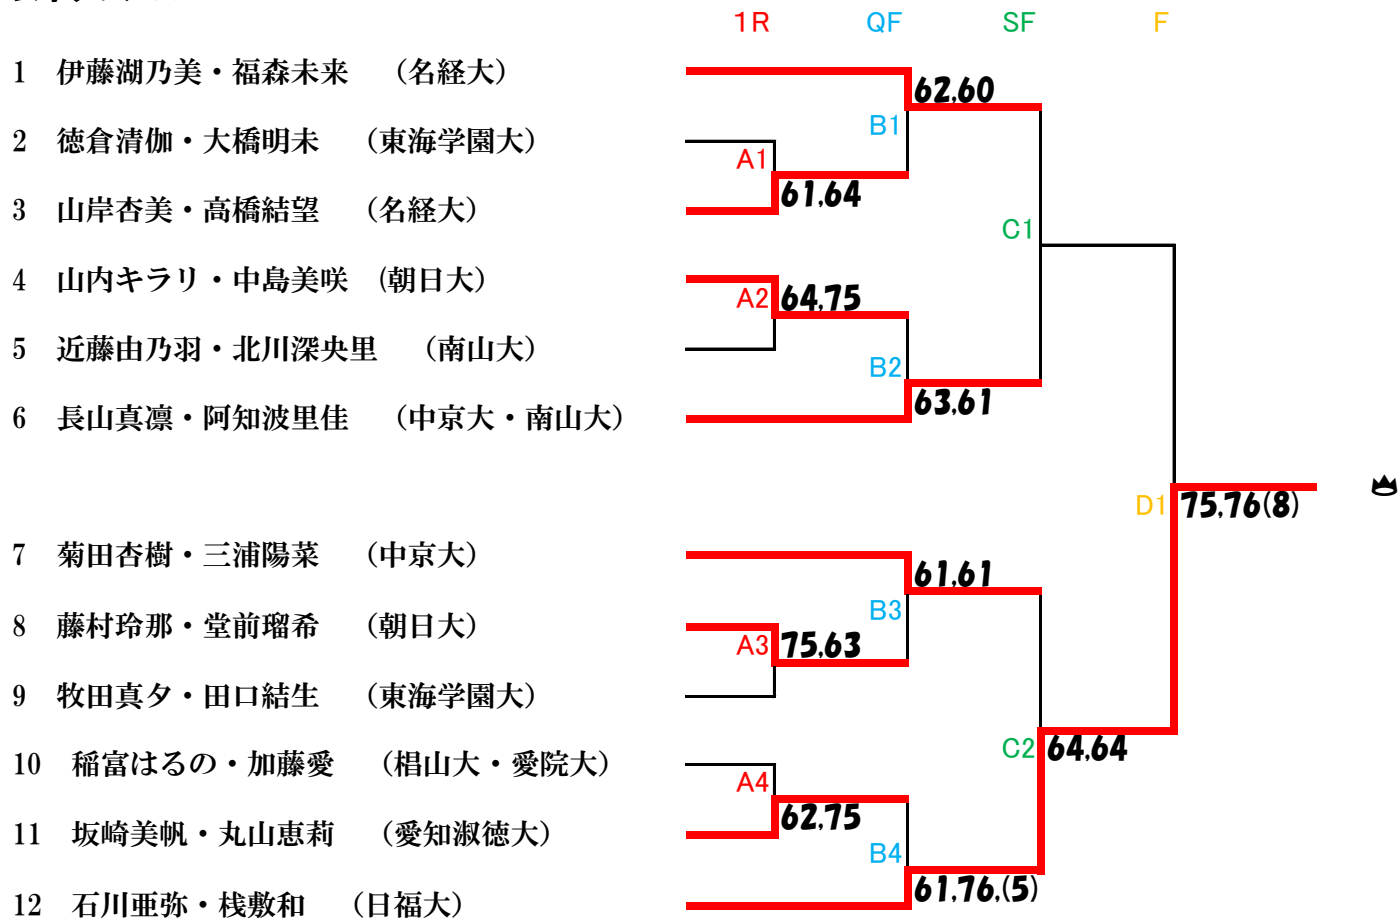 1R QF SF F
1 伊藤湖乃美・福森未来 （名経大）
62,60
B1
2 徳倉清伽・大橋明未 （東海学園大）
A1
61,64
3 山岸杏美・高橋結望 （名経大）
C1
4 山内キラリ・中島美咲 (朝日大）
A2 64,75
5 近藤由乃羽・北川深央里 （南山大）
B2
63,61
6 長山真凛・阿知波里佳 （中京大・南山大）
D1 75,76(8)
7 菊田杏樹・三浦陽菜 （中京大）
61,61
B3
8 藤村玲那・堂前瑠希 （朝日大）
A3 75,63
9 牧田真夕・田口結生 （東海学園大）
C2 64,64
10 稲富はるの・加藤愛 （椙山大・愛院大）
A4
62,75
11 坂崎美帆・丸山恵莉 （愛知淑徳大）
B4
61,76,(5)
12 石川亜弥・桟敷和 （日福大）